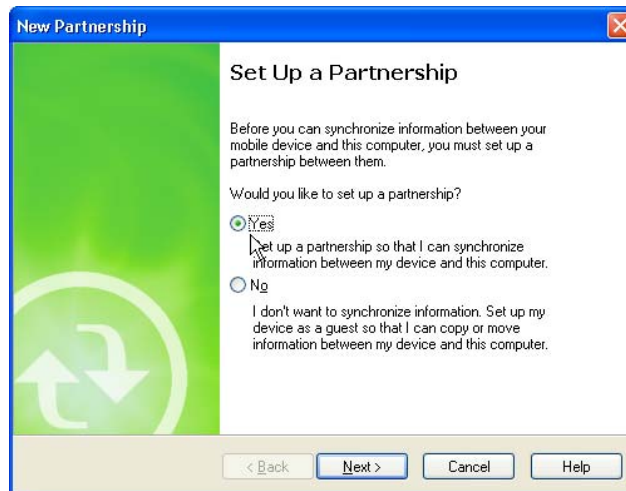 New Partnership
Set Up a Partnership
Before you can synchronize information between your
mobile device and this computer, you must set up a
partnership between them.
Would you like to set up a partnership?
Yes
Set up a partnership so that I can synchronize
information between my device and this computer.
No
I don't want to synchronize information. Set up my
device as a guest so that I can copy or move
information between my device and this computer.
< Back
Next >
Cancel
Help